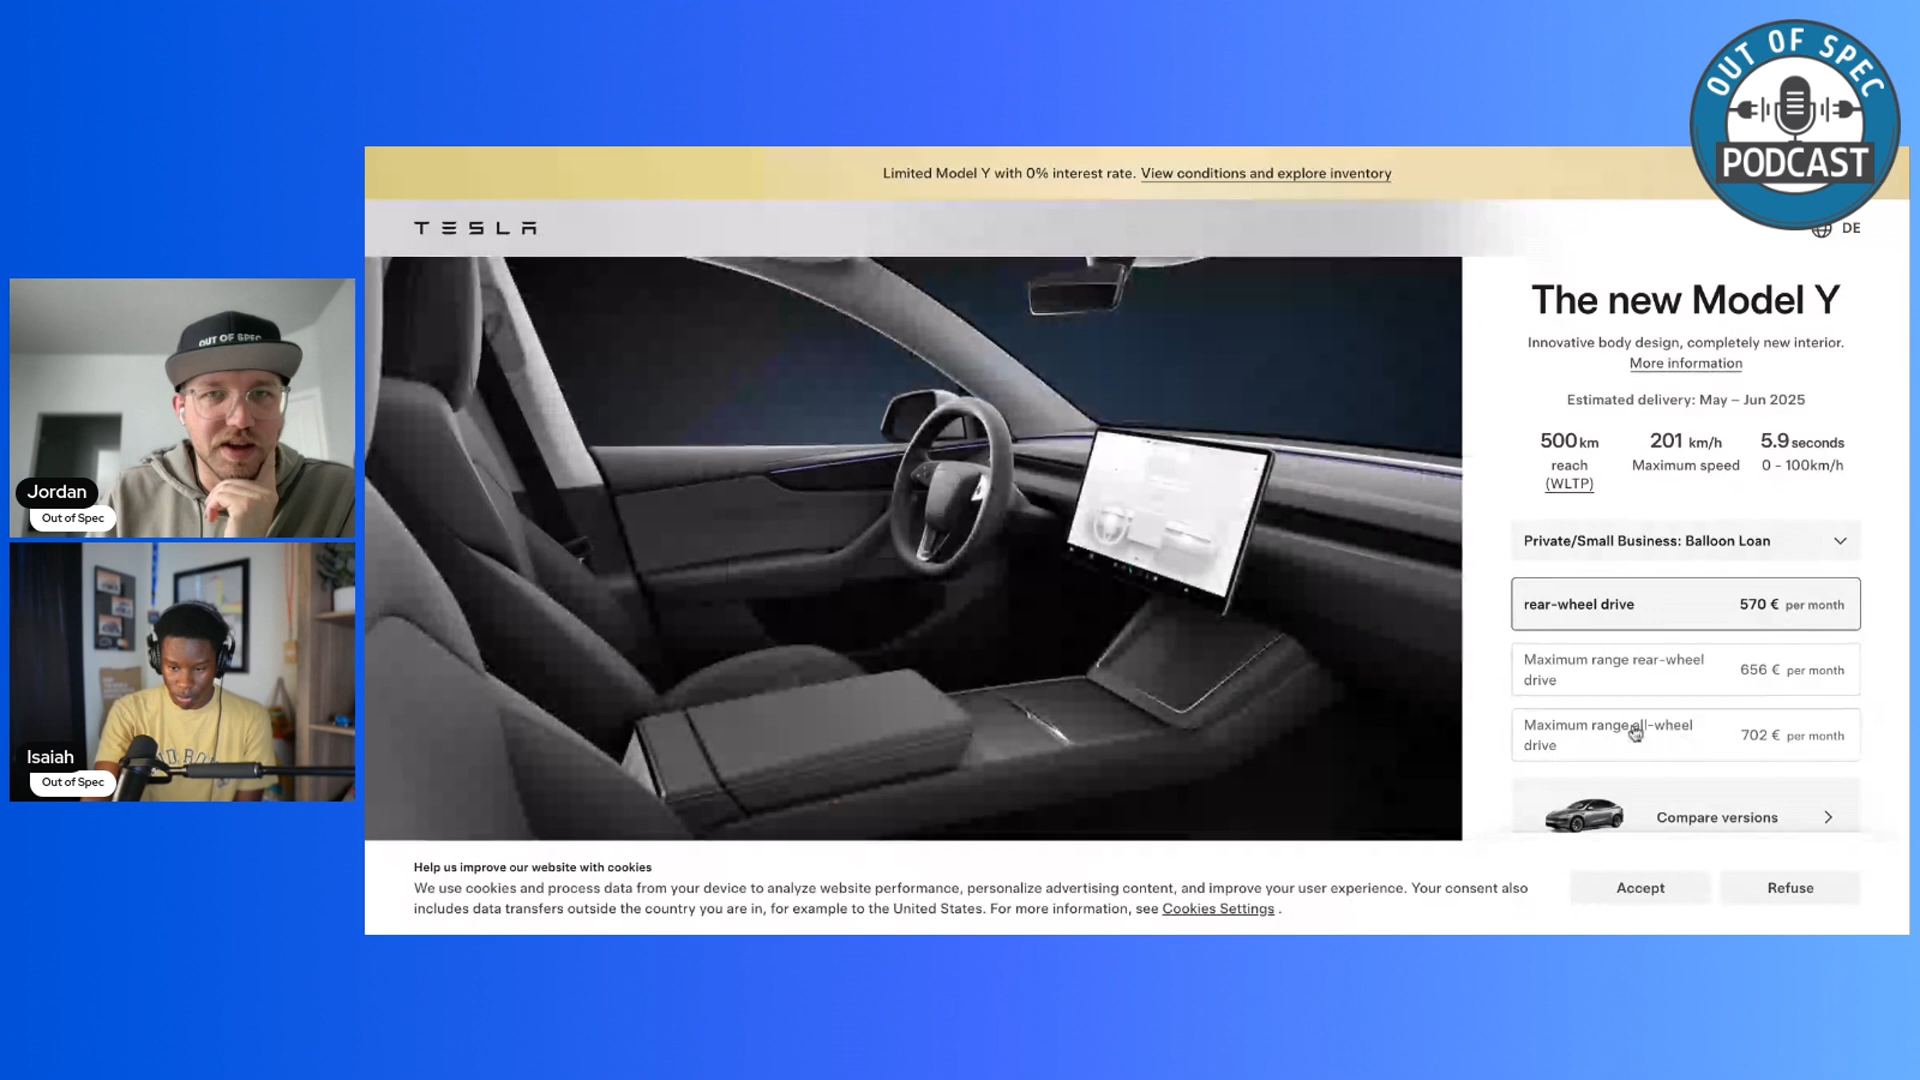 OUT OF SPEC
PODCAST
Limited Model Y with 0% interest rate. View conditions and explore inventory
TESLA
DE
The new Model Y
Innovative body design, completely new interior.
More information
Estimated delivery: May – Jun 2025
500 km
reach
(WLTP)
201 km/h
Maximum speed
5.9 seconds
0 - 100km/h
Private/Small Business: Balloon Loan
rear-wheel drive 570 € per month
Maximum range rear-wheel
drive
656 € per month
Maximum range all-wheel
drive
702 € per month
Compare versions
Help us improve our website with cookies
We use cookies and process data from your device to analyze website performance, personalize advertising content, and improve your user experience. Your consent also
includes data transfers outside the country you are in, for example to the United States. For more information, see Cookies Settings .
Accept
Refuse
OUT OF SPEC
Jordan
Out of Spec
Isaiah
Out of Spec